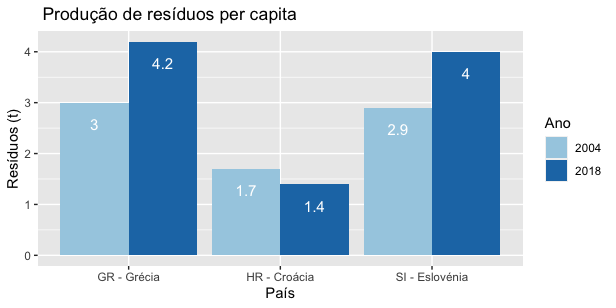 Produção de resíduos per capita
Resíduos (t)
4
3
2
1
0
3
4.2
1.7
1.4
2.9
4
GR - Grécia
HR - Croácia
SI - Eslovénia
País
Ano
2004
2018